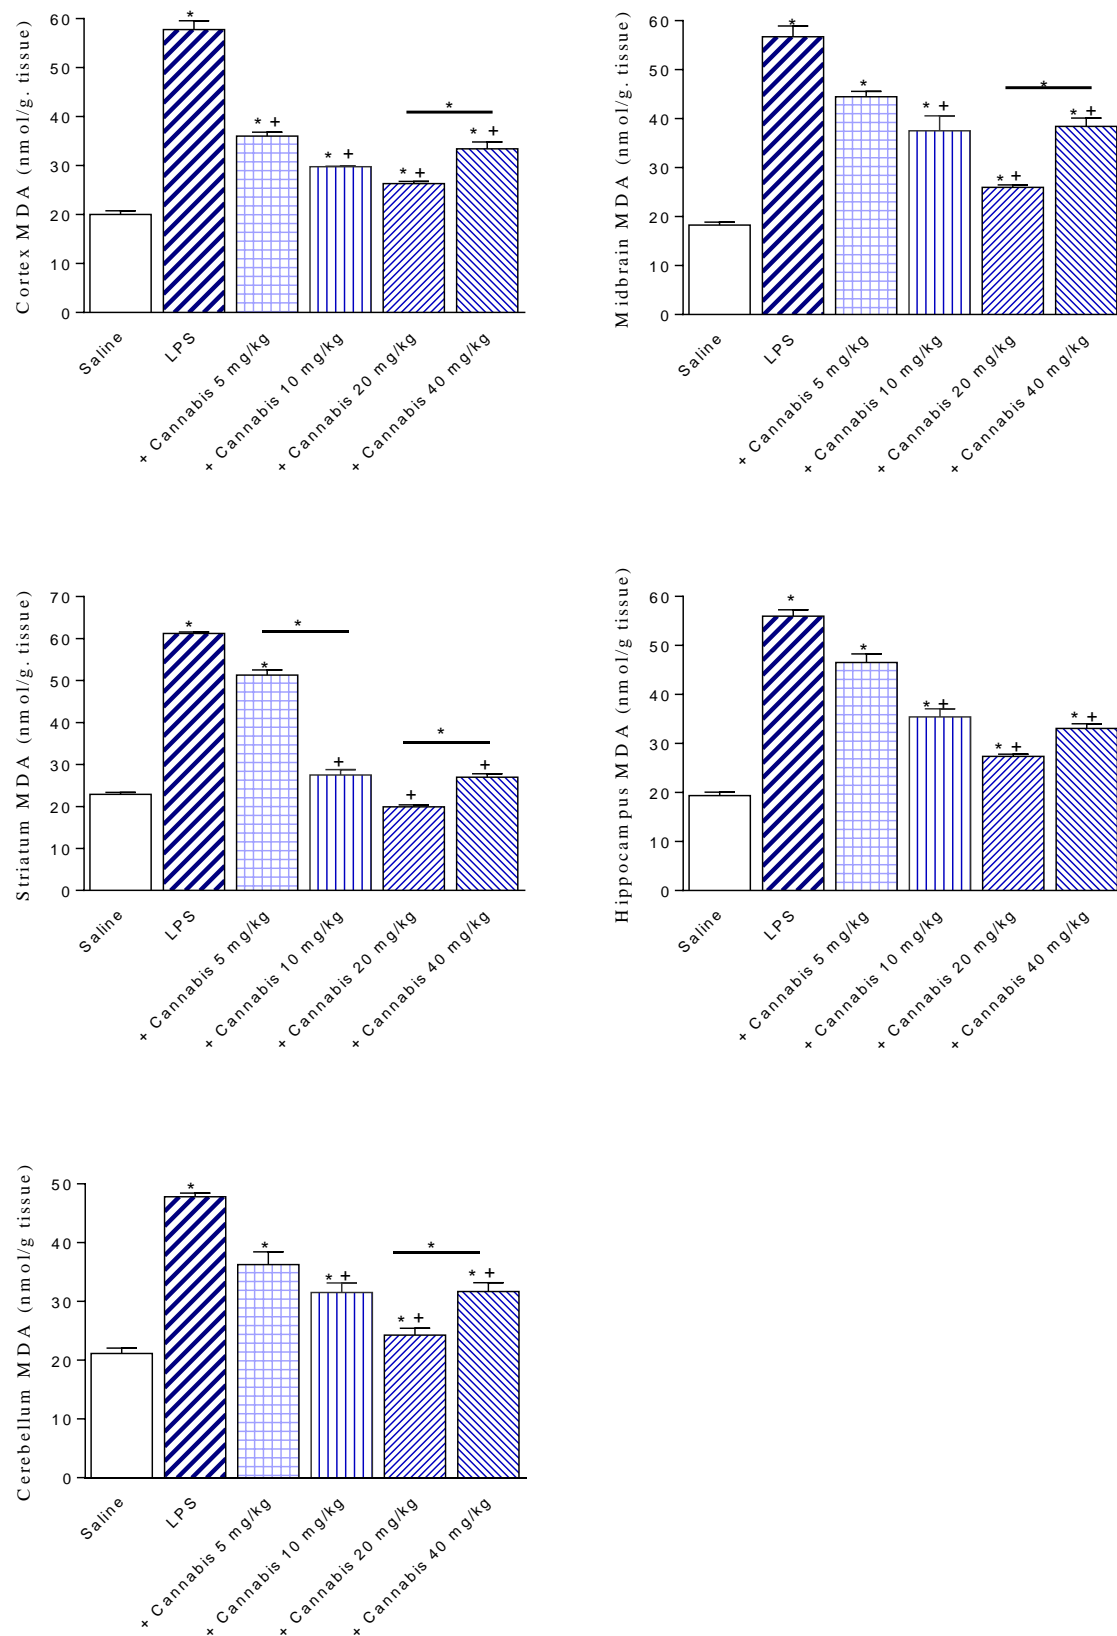 Cortex MDA (nmol/g. tissue)
60
50
40
30
20
10
0
*
* +
* +
* +
* +
*
Saline
LPS
+ Cannabis 5 mg/kg
+ Cannabis 10 mg/kg
+ Cannabis 20 mg/kg
+ Cannabis 40 mg/kg
Midbrain MDA (nmol/g. tissue)
60
50
40
30
20
10
0
*
*
* +
* +
* +
*
Saline
LPS
+ Cannabis 5 mg/kg
+ Cannabis 10 mg/kg
+ Cannabis 20 mg/kg
+ Cannabis 40 mg/kg
Striatum MDA (nmol/g. tissue)
70
60
50
40
30
20
10
0
*
*
*
+
+
+
*
Saline
LPS
+ Cannabis 5 mg/kg
+ Cannabis 10 mg/kg
+ Cannabis 20 mg/kg
+ Cannabis 40 mg/kg
Hippocampus MDA (nmol/g tissue)
60
50
40
30
20
10
0
*
*
* +
* +
* +
Saline
LPS
+ Cannabis 5 mg/kg
+ Cannabis 10 mg/kg
+ Cannabis 20 mg/kg
+ Cannabis 40 mg/kg
Cerebellum MDA (nmol/g tissue)
50
40
30
20
10
0
*
*
* +
* +
* +
*
Saline
LPS
+ Cannabis 5 mg/kg
+ Cannabis 10 mg/kg
+ Cannabis 20 mg/kg
+ Cannabis 40 mg/kg